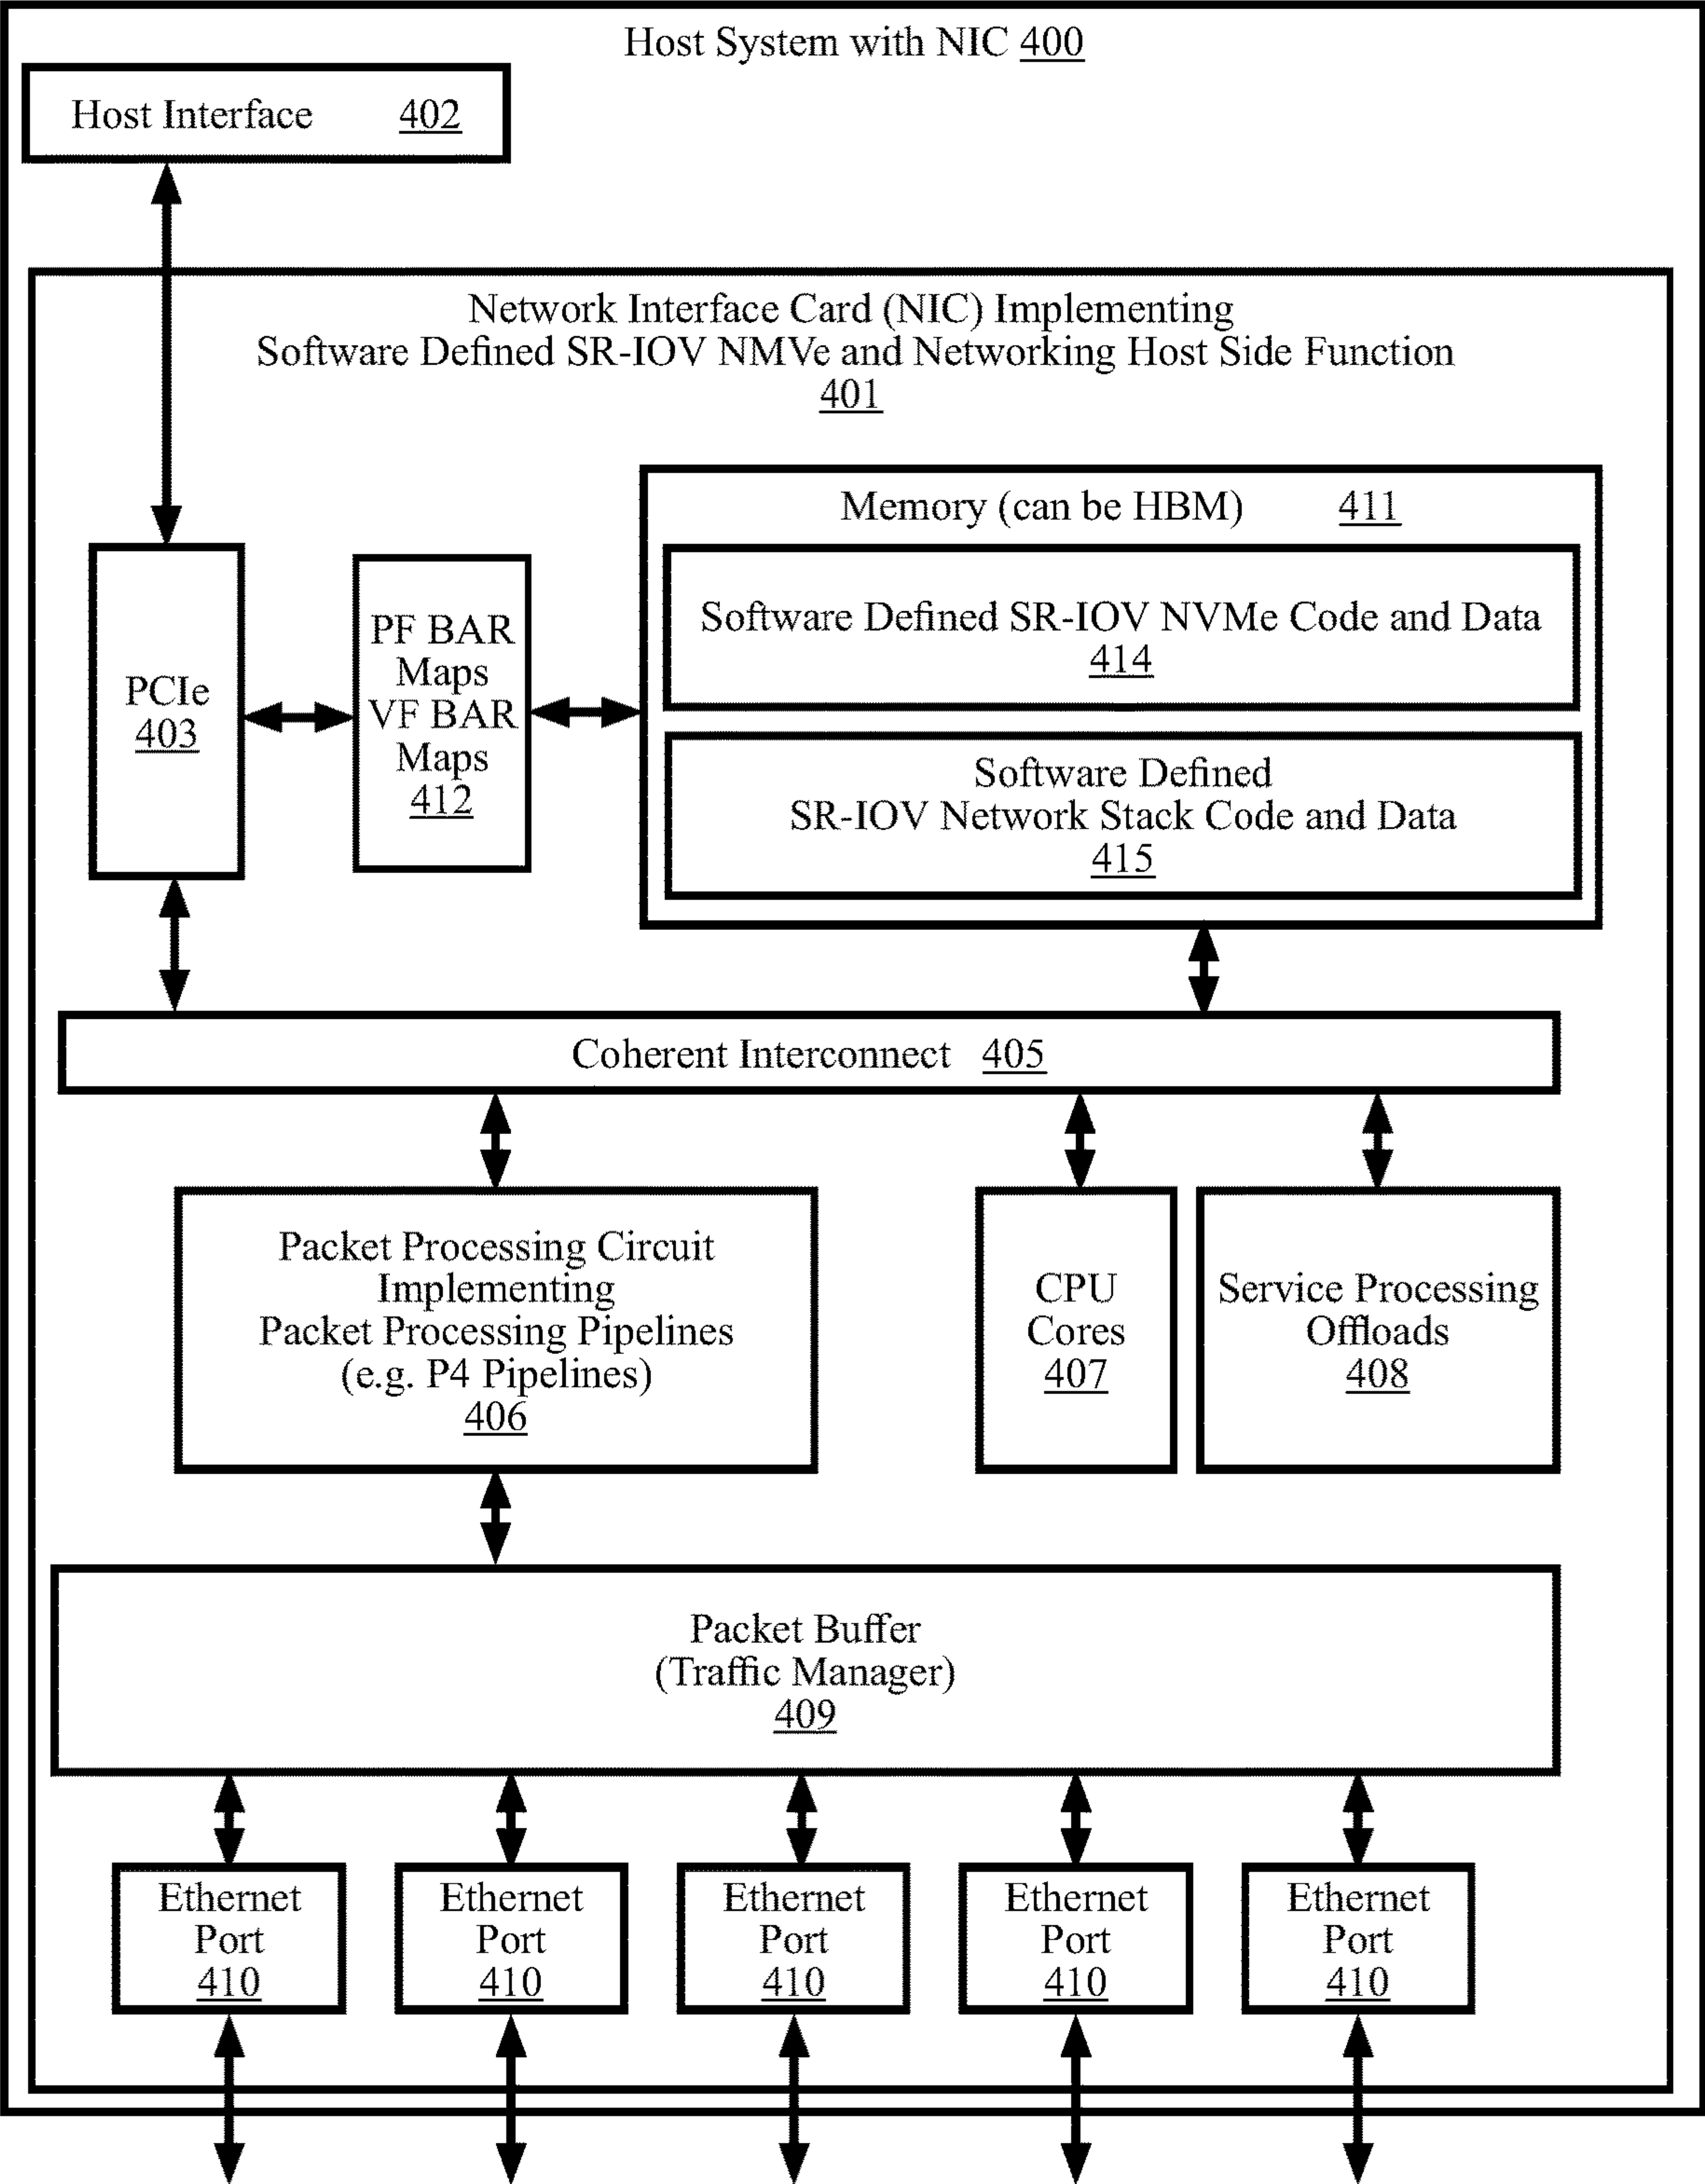 Host System with NIC 400
Host Interface 402
Network Interface Card (NIC) Implementing
Software Defined SR-IOV NMVe and Networking Host Side Function
401
Memory (can be HBM) 411
Software Defined SR-IOV NVMe Code and Data
414
PCIe
403
PF BAR
Maps
VF BAR
Maps
412
Software Defined
SR-IOV Network Stack Code and Data
415
Coherent Interconnect 405
Packet Processing Circuit
Implementing
Packet Processing Pipelines
(e.g. P4 Pipelines)
406
CPU
Cores
407
Service Processing
Offloads
408
Packet Buffer
(Traffic Manager)
409
Ethernet
Port
410
Ethernet
Port
410
Ethernet
Port
410
Ethernet
Port
410
Ethernet
Port
410